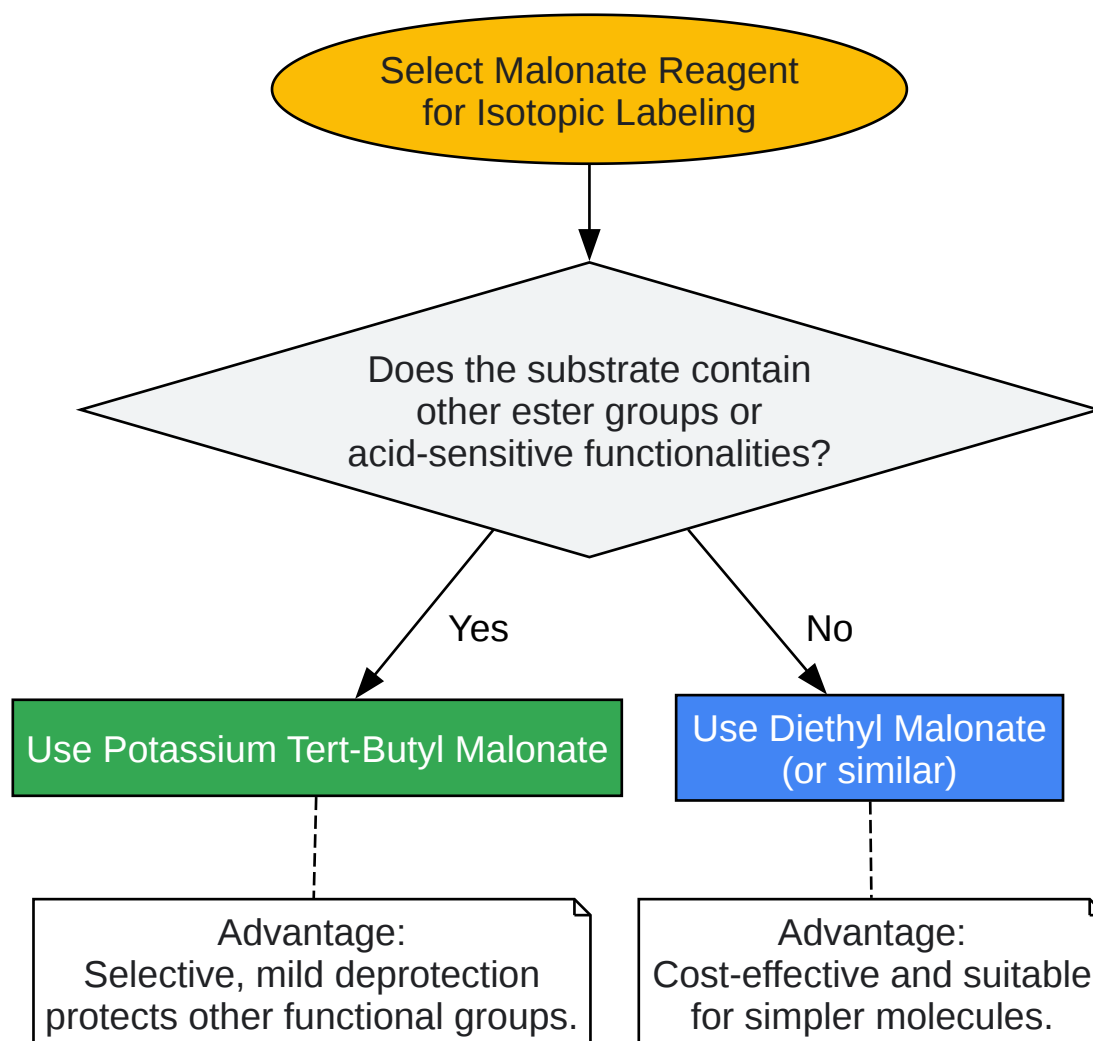 Select Malonate Reagent
for Isotopic Labeling
Does the substrate contain
other ester groups or
acid-sensitive functionalities?
Yes
No
Use Potassium Tert-Butyl Malonate
Use Diethyl Malonate
(or similar)
Advantage:
Selective, mild deprotection
protects other functional groups.
Advantage:
Cost-effective and suitable
for simpler molecules.